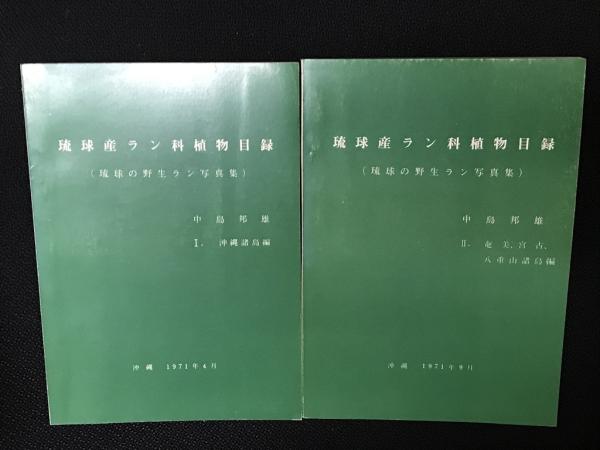 琉球産ラン科植物目録
(琉球の野生ラン写真集)
中島邦雄
I. 沖縄諸島編
沖縄 1971年4月
琉球産ラン科植物目録
(琉球の野生ラン写真集)
中島邦雄
II. 奄美、宮古、
八重山諸島編
沖縄 1971年9月